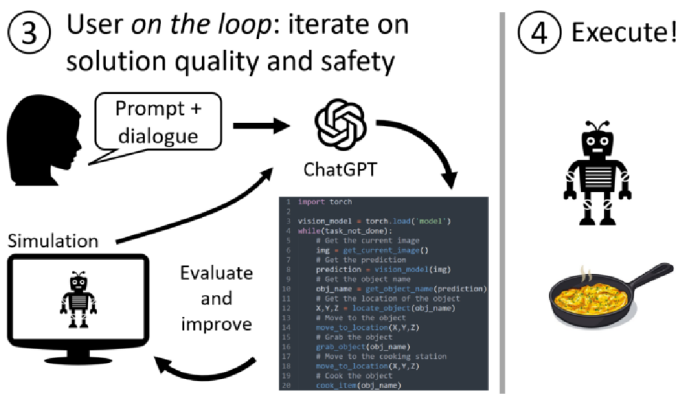 3 User on the loop: iterate on
solution quality and safety
Prompt +
dialogue
ChatGPT
Simulation
Evaluate
and
improve
1 import torch
2
3 vision_model = torch.load('model')
4 while(task_not_done):
5 # Get the current image
6 img = get_current_image()
7 # Get the prediction
8 prediction = vision_model(img)
9 # Get the object name
10 obj_name = get_object_name(prediction)
11 # Get the location of the object
12 X,Y,Z = locate_object(obj_name)
13 # Move to the object
14 move_to_location(X,Y,Z)
15 # Grab the object
16 grab_object(obj_name)
17 # Move to the cooking station
18 move_to_location(X,Y,Z)
19 # Cook the object
20 cook_item(obj_name)
4 Execute!